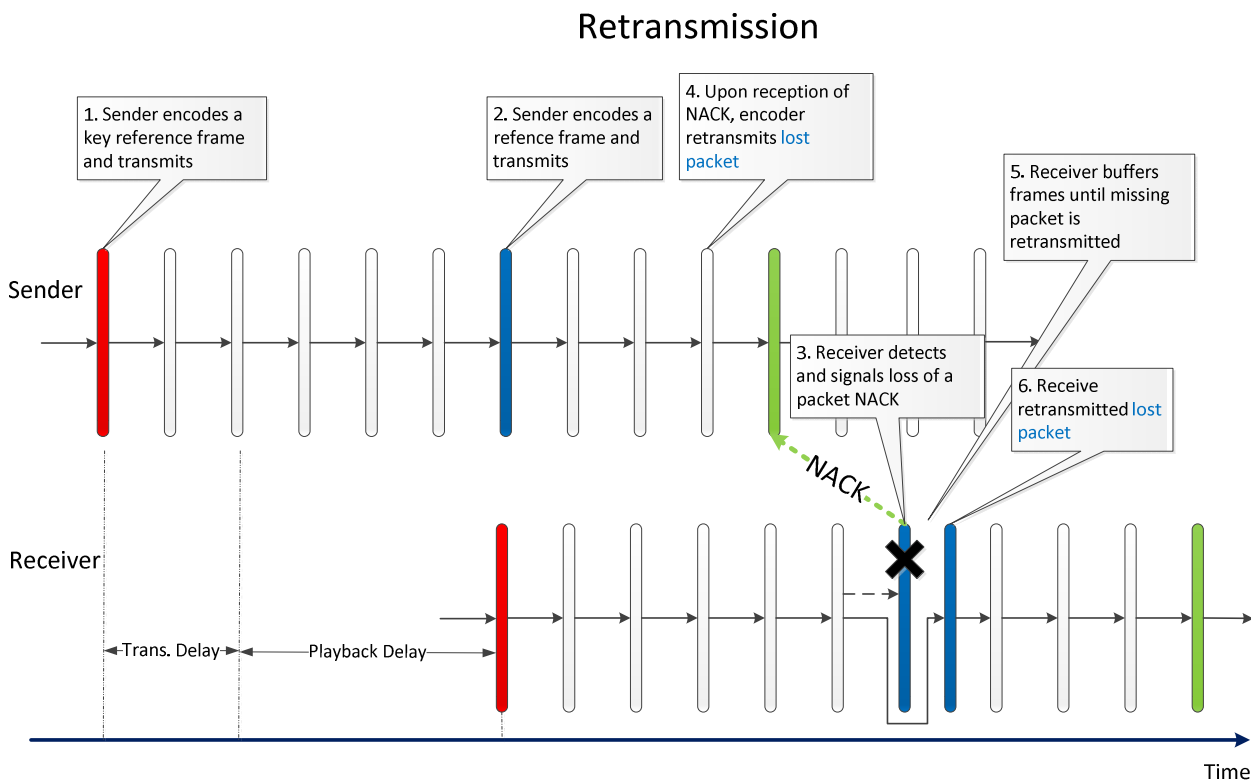 Retransmission
1. Sender encodes a
key reference frame
and transmits
2. Sender encodes a
refence frame and
transmits
4. Upon reception of
NACK, encoder
retransmits lost
packet
5. Receiver buffers
frames until missing
packet is
retransmitted
Sender
3. Receiver detects
and signals loss of a
packet NACK
6. Receive
retransmitted lost
packet
NACK
Receiver
Trans. Delay
Playback Delay
Time